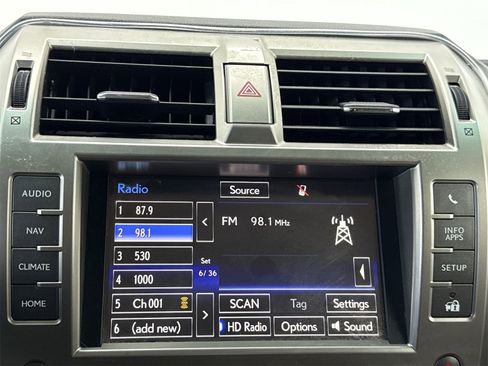 AUDIO
NAV
CLIMATE
HOME
Radio
Source
1 87.9
2 98.1
3 530
4 1000
5 Ch 001
6 (add new)
<
Set
6/36
>
FM 98.1 MHz
SCAN
Tag
Settings
HD Radio
Options
Sound
INFO
APPS
SETUP